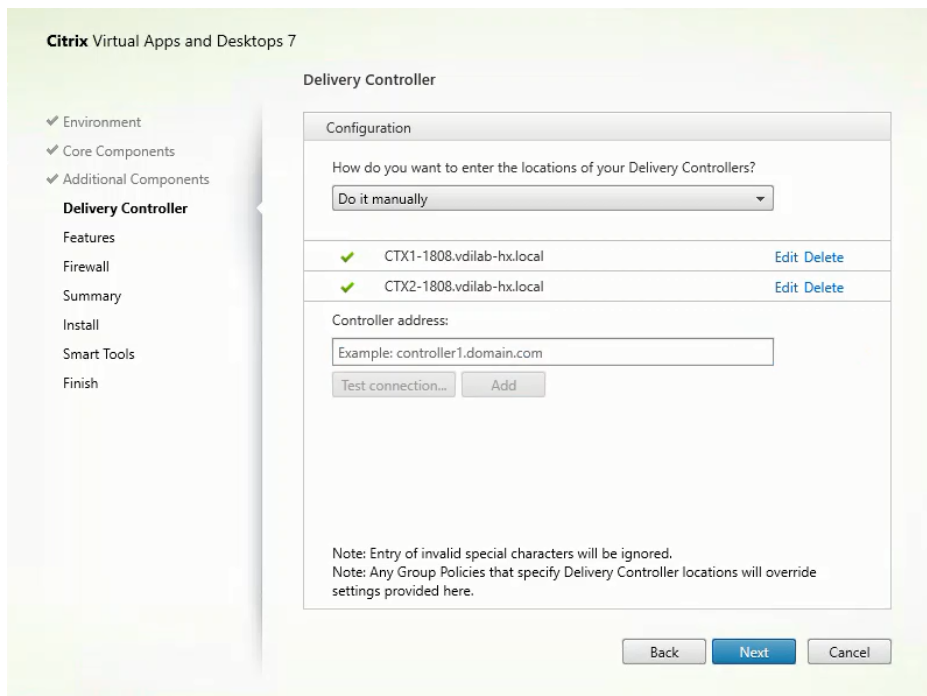 Citrix Virtual Apps and Desktops 7
Delivery Controller
Environment
Core Components
Additional Components
Delivery Controller
Features
Firewall
Summary
Install
Smart Tools
Finish
Configuration
How do you want to enter the locations of your Delivery Controllers?
Do it manually
CTX1-1808.vdilab-hx.local Edit Delete
CTX2-1808.vdilab-hx.local Edit Delete
Controller address:
Example: controller1.domain.com
Test connection... Add
Note: Entry of invalid special characters will be ignored.
Note: Any Group Policies that specify Delivery Controller locations will override
settings provided here.
Back Next Cancel